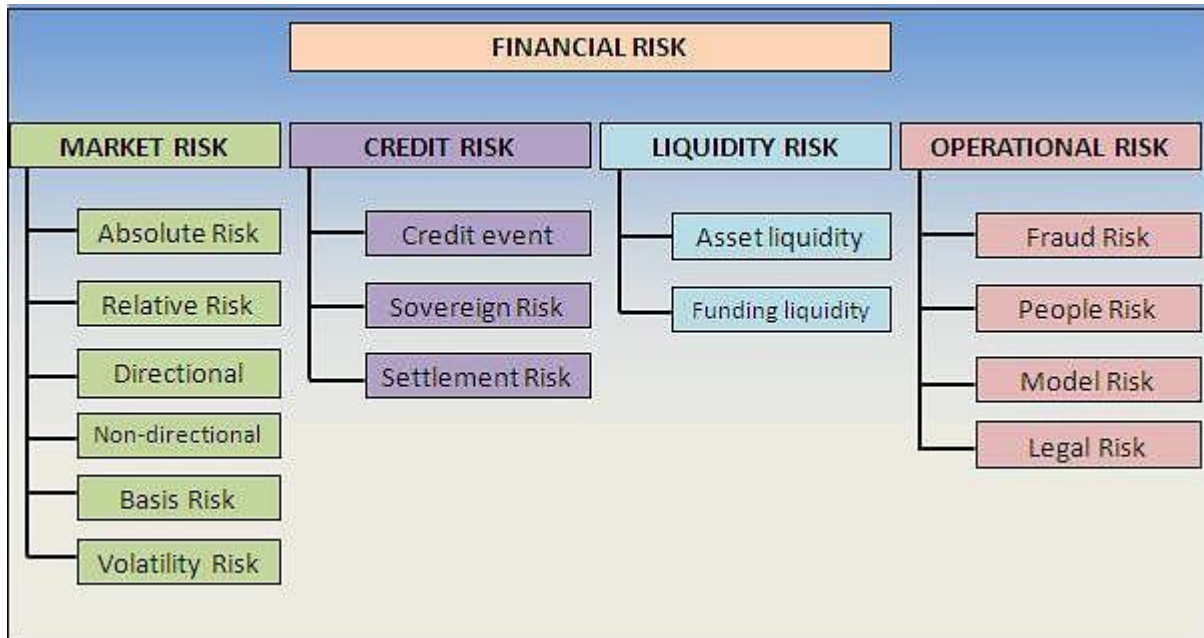 FINANCIAL RISK
MARKET RISK
Absolute Risk
Relative Risk
Directional
Non-directional
Basis Risk
Volatility Risk
CREDIT RISK
Credit event
Sovereign Risk
Settlement Risk
LIQUIDITY RISK
Asset liquidity
Funding liquidity
OPERATIONAL RISK
Fraud Risk
People Risk
Model Risk
Legal Risk